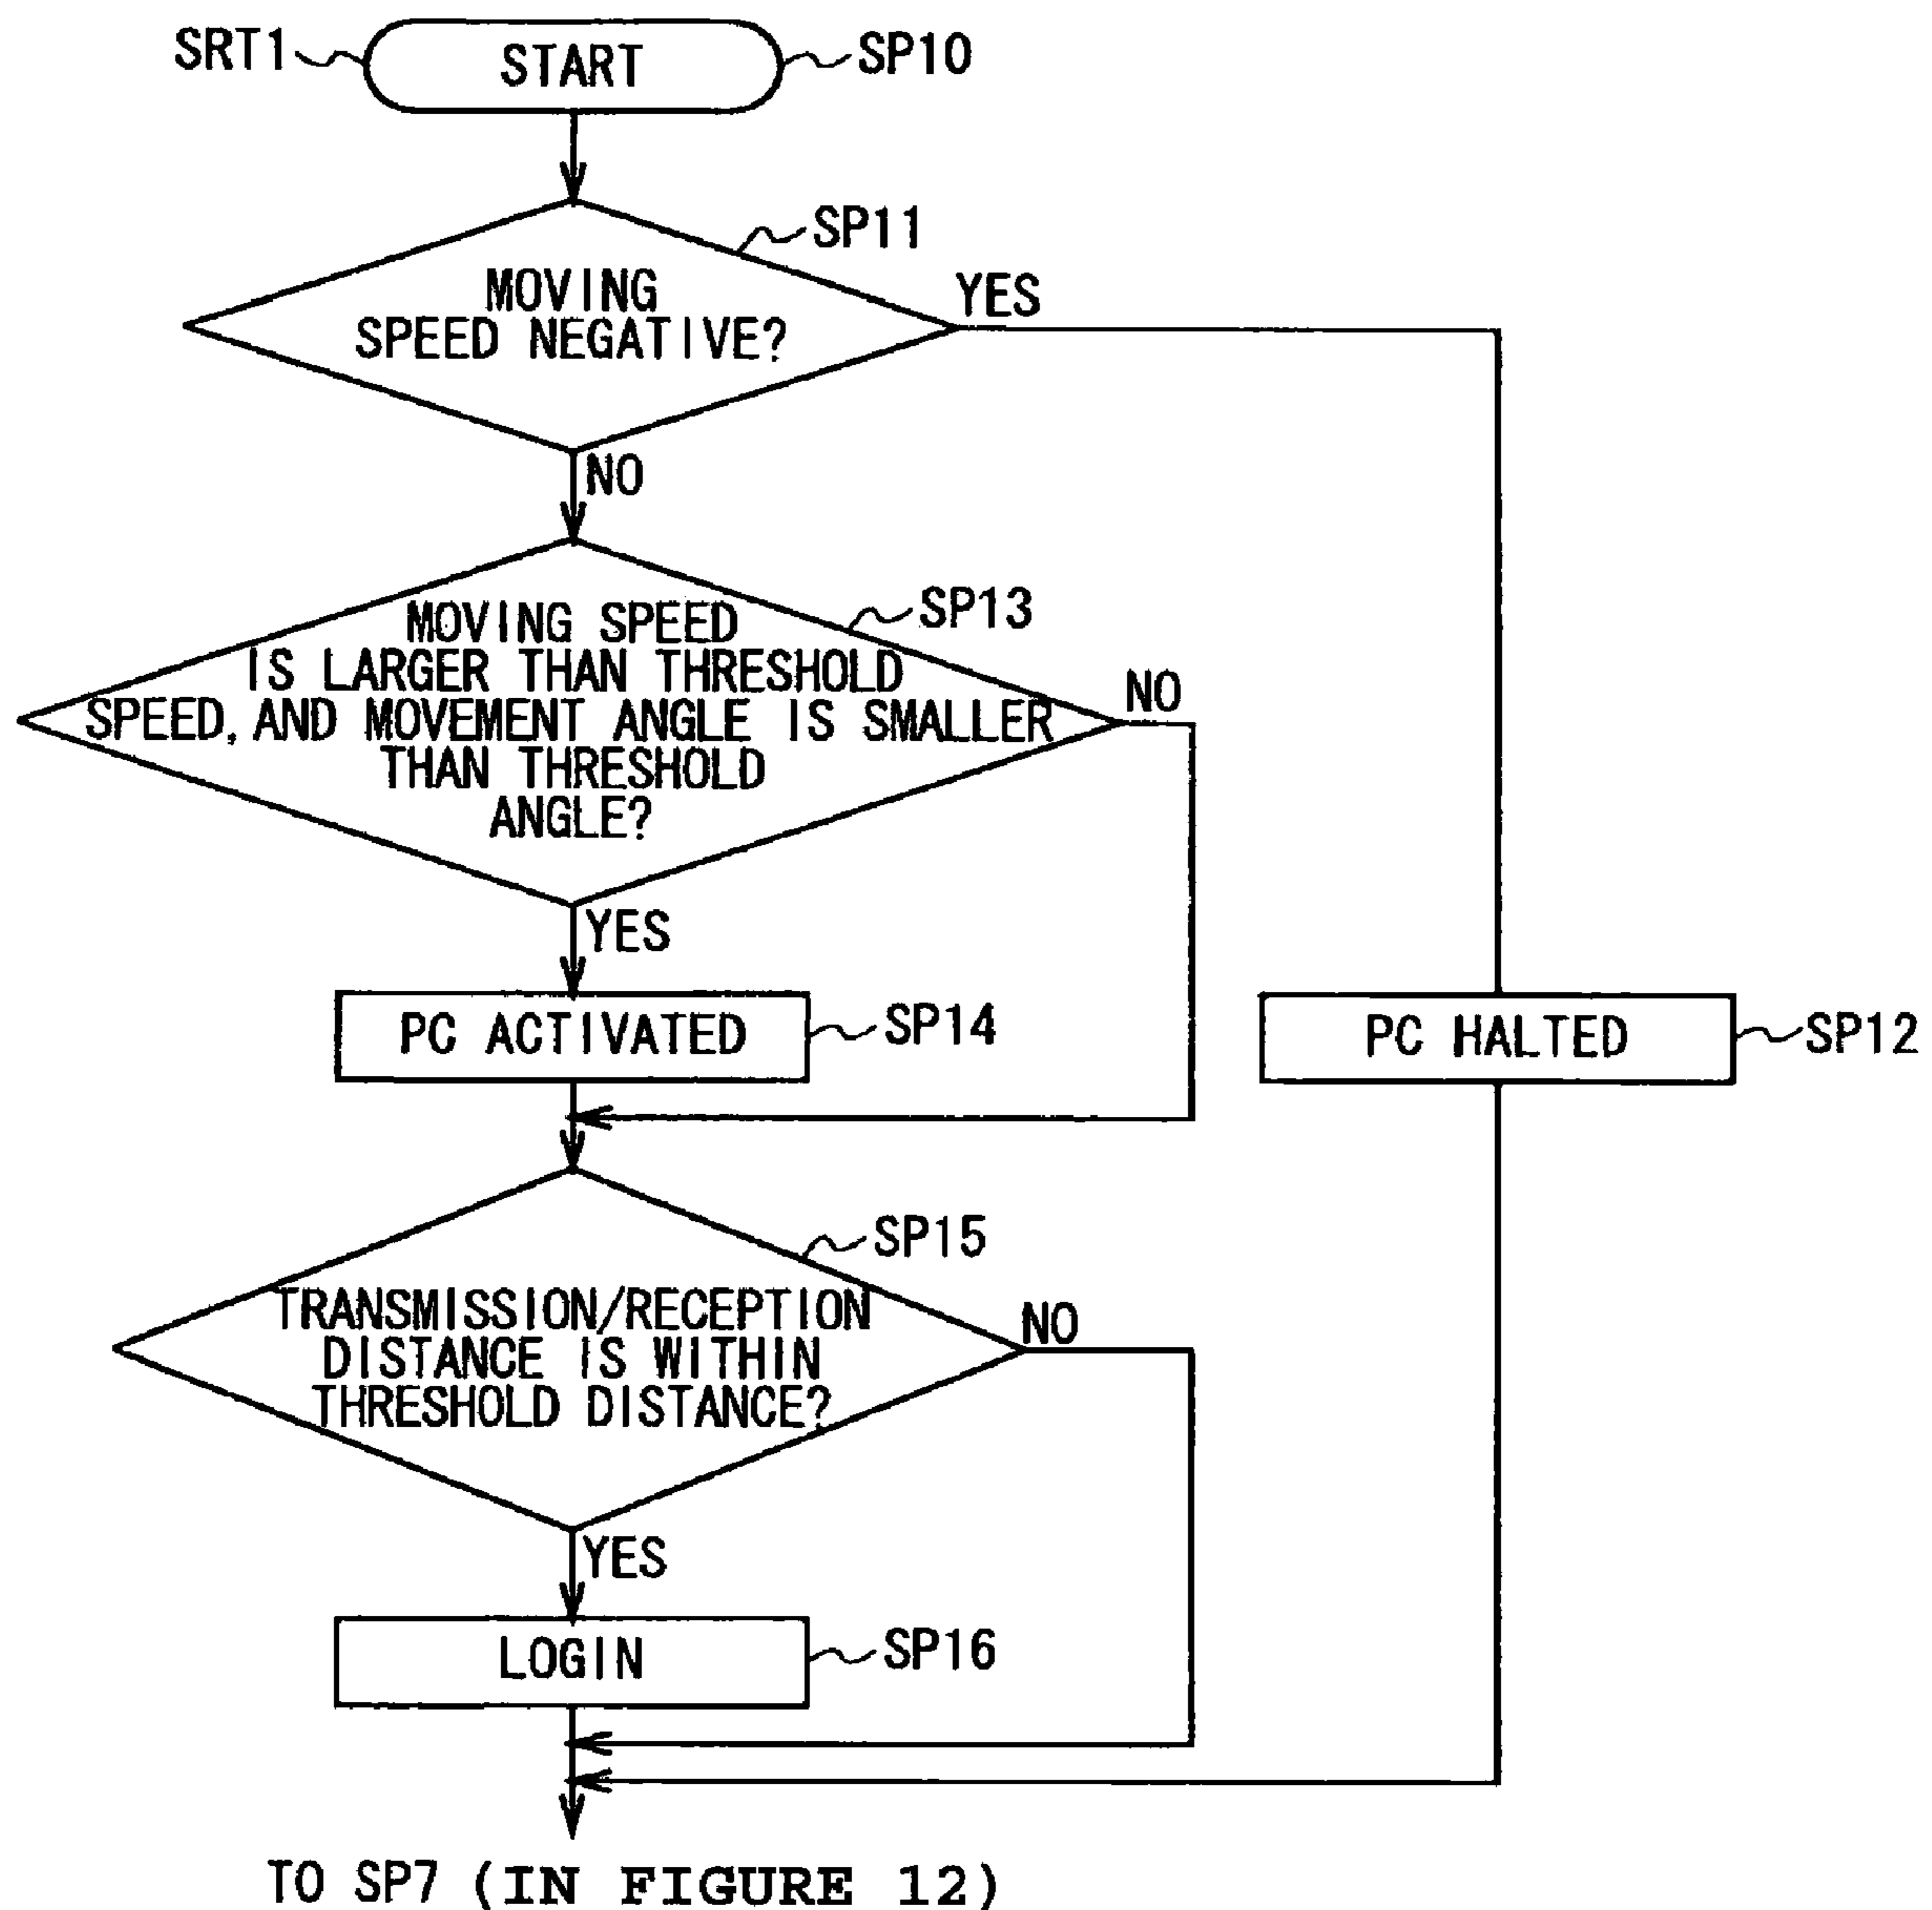 SRT1
START
SP10
SP11
MOVING
SPEED NEGATIVE?
YES
NO
SP13
MOVING SPEED
IS LARGER THAN THRESHOLD
SPEED, AND MOVEMENT ANGLE IS SMALLER
THAN THRESHOLD
ANGLE?
NO
YES
PC ACTIVATED
SP14
PC HALTED
SP12
SP15
TRANSMISSION/RECEPTION
DISTANCE IS WITHIN
THRESHOLD DISTANCE?
NO
YES
LOGIN
SP16
TO SP7 (IN FIGURE 12)